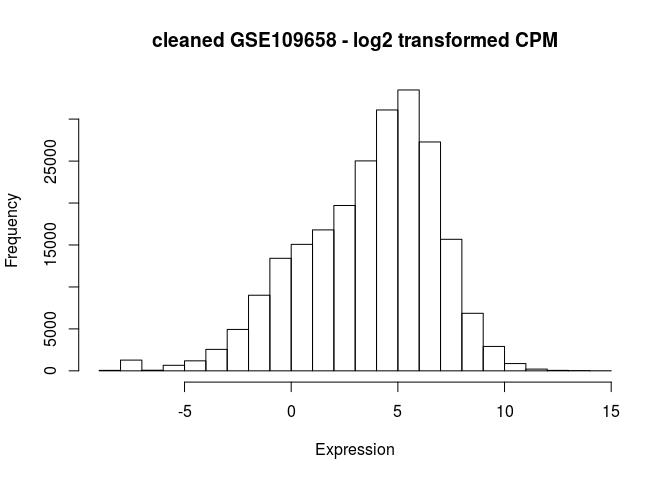 cleaned GSE109658 - log2 transformed CPM
Frequency
25000
15000
5000
0
-5 0 5 10 15
Expression